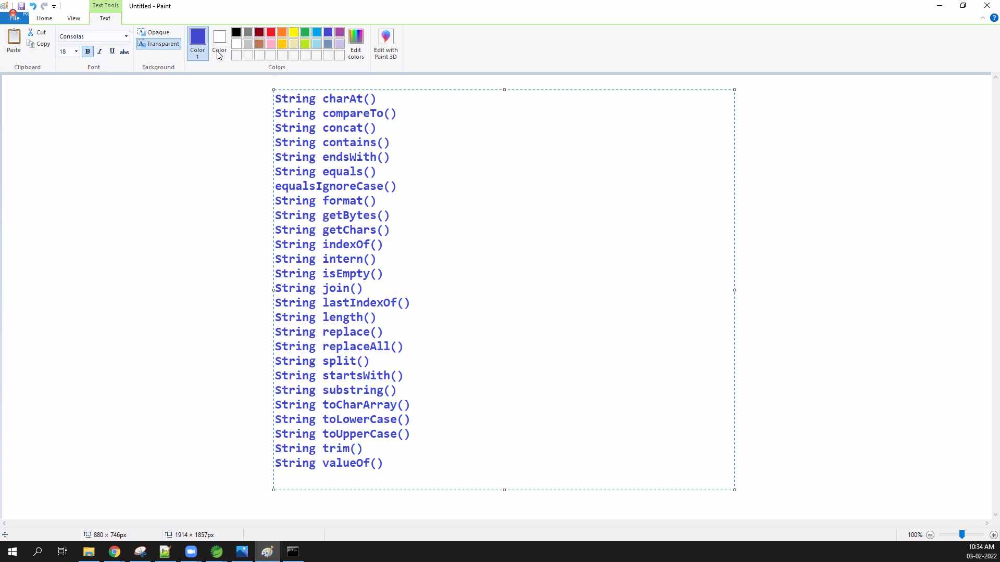 Text Tools
Untitled - Paint
File
Home
View
Text
Paste
Cut
Copy
Clipboard
Consolas
18
B
I
U
abc
Font
A Opaque
A Transparent
Background
Color
1
Color
Edit
colors
Colors
Edit with
Paint 3D
String charAt()
String compareTo()
String concat()
String contains()
String endsWith()
String equals()
equalsIgnoreCase()
String format()
String getBytes()
String getChars()
String indexOf()
String intern()
String isEmpty()
String join()
String lastIndexOf()
String length()
String replace()
String replaceAll()
String split()
String startsWith()
String substring()
String toCharArray()
String toLowerCase()
String toUpperCase()
String trim()
String valueOf()
880 × 746px
1914 × 1857px
100%
10:34 AM
03-02-2022